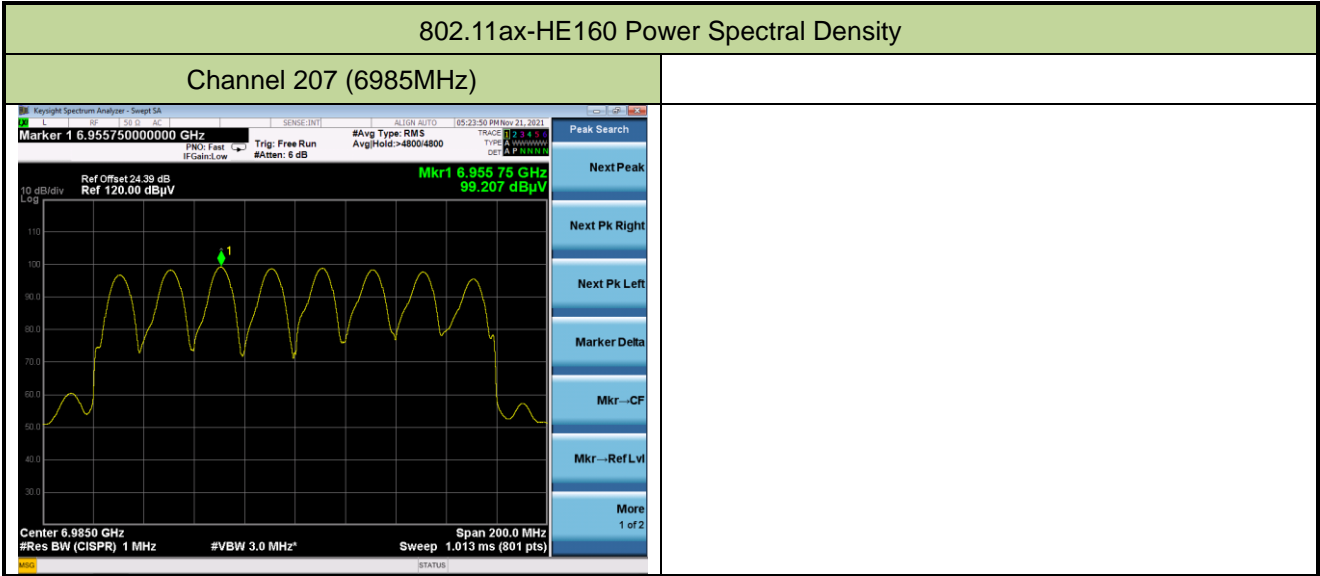 802.11ax-HE160 Power Spectral Density
Channel 207 (6985MHz)
Keysight Spectrum Analyzer - Swept SA
L RF 50 Ω AC SENSE:INT ALIGN AUTO 05:23:50 PM Nov 21, 2021
Marker 1 6.955750000000 GHz
PNO: Fast
IFGain:Low
Trig: Free Run
#Atten: 6 dB
#Avg Type: RMS
Avg|Hold:>4800/4800
TRACE 1 2 3 4 5 6
TYPE A WWWWW
DET A P N N N N
Peak Search
Mkr1 6.955 75 GHz
99.207 dBµV
Ref Offset 24.39 dB
10 dB/div Ref 120.00 dBµV
Log
110
100
90.0
80.0
70.0
60.0
50.0
40.0
30.0
1
Next Peak
Next Pk Right
Next Pk Left
Marker Delta
Mkr→CF
Mkr→Ref Lvl
More
1 of 2
Center 6.9850 GHz Span 200.0 MHz
#Res BW (CISPR) 1 MHz #VBW 3.0 MHz* Sweep 1.013 ms (801 pts)
MSG STATUS